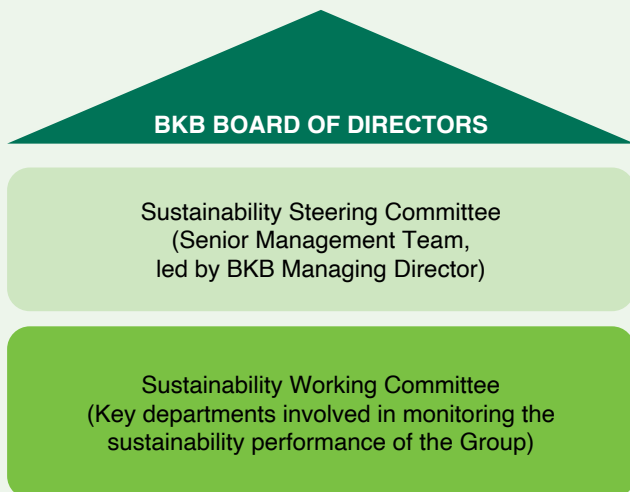 BKB BOARD OF DIRECTORS
Sustainability Steering Committee
(Senior Management Team,
led by BKB Managing Director)
Sustainability Working Committee
(Key departments involved in monitoring the
sustainability performance of the Group)